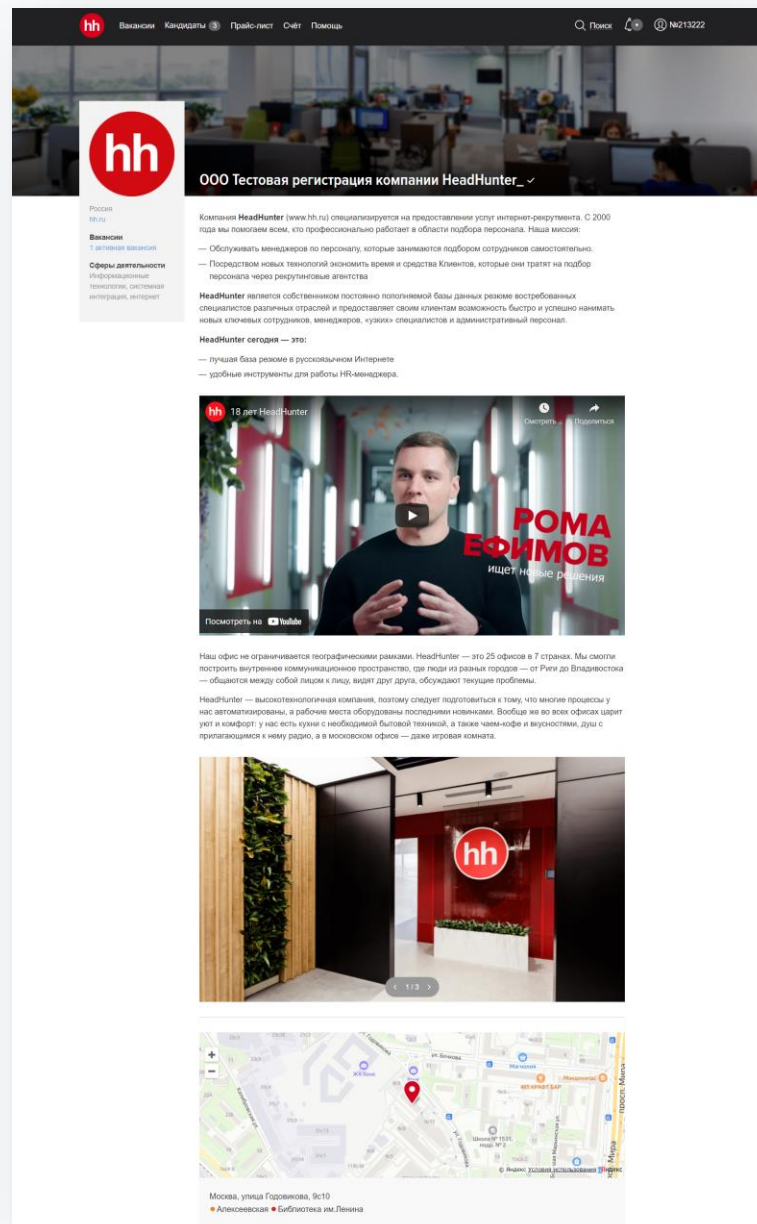 hh Вакансии Кандидаты 3 Прайс-лист Счёт Помощь Поиск №213222
hh
ООО Тестовая регистрация компании HeadHunter_
Россия
hh.ru
Вакансии
1 активная вакансия
Сферы деятельности
Информационные
технологии, системная
интеграция, интернет
Компания HeadHunter (www.hh.ru) специализируется на предоставлении услуг интернет-рекрутмента. С 2000
года мы помогаем всем, кто профессионально работает в области подбора персонала. Наша миссия:
— Обслуживать менеджеров по персоналу, которые занимаются подбором сотрудников самостоятельно.
— Посредством новых технологий экономить время и средства Клиентов, которые они тратят на подбор
персонала через рекрутинговые агентства
HeadHunter является собственником постоянно пополняемой базы данных резюме востребованных
специалистов различных отраслей и предоставляет своим клиентам возможность быстро и успешно нанимать
новых ключевых сотрудников, менеджеров, «узких» специалистов и административный персонал.
HeadHunter сегодня — это:
— лучшая база резюме в русскоязычном Интернете
— удобные инструменты для работы HR-менеджера.
hh 18 лет HeadHunter
Смотреть ... Поделиться
РОМА
ЕФИМОВ
ищет новые решения
Посмотреть на YouTube
Наш офис не ограничивается географическими рамками. HeadHunter — это 25 офисов в 7 странах. Мы смогли
построить внутреннее коммуникационное пространство, где люди из разных городов — от Риги до Владивостока
— общаются между собой лицом к лицу, видят друг друга, обсуждают текущие проблемы.
HeadHunter — высокотехнологичная компания, поэтому следует подготовиться к тому, что многие процессы у
нас автоматизированы, а рабочие места оборудованы последними новинками. Вообще же во всех офисах царит
уют и комфорт: у нас есть кухни с необходимой бытовой техникой, а также чаем-кофе и вкусностями, душ с
прилагающимся к нему радио, а в московском офисе — даже игровая комната.
hh
1 / 3
ул. Годовикова
ул. Бочкова
Магнолия
просп. Мира
Школа № 1531,
© Яндекс Условия использования Яндекс
Москва, улица Годовикова, 9с10
Алексеевская Библиотека им.Ленина